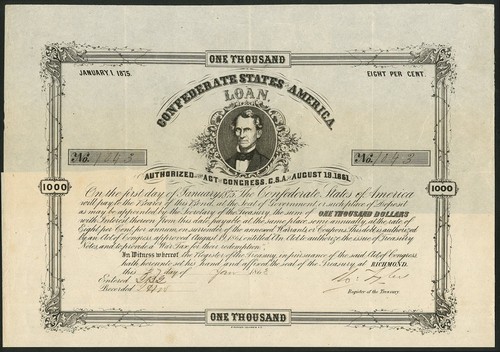 ONE THOUSAND
JANUARY 1, 1875.
EIGHT PER CENT.
CONFEDERATE STATES AMERICA.
LOAN.
No. 1243
No. 1243
AUTHORIZED BY ACT OF CONGRESS, C.S.A. OF AUGUST 19, 1861.
1000
1000
On the first day of January, 1875 The Confederate States of America
will pay to the Bearer of this Bond, at the Seat of Government or such place of Deposit
as may be appointed by the Secretary of the Treasury, the sum of ONE THOUSAND DOLLARS
with Interest thereon from this date, payable at the same place, semi annually, at the rate of
Eight per Cent. per annum, on surrender of the annexed Warrants or Coupons. This debt is authorized
by an Act of Congress, approved August 19, 1861, entitled An Act to authorize the issue of Treasury
Notes, and to provide a War Tax for their redemption.
In Witness whereof, the Register of the Treasury, in pursuance of the said Act of Congress
hath hereunto set his hand and affixed the seal of the Treasury at RICHMOND,
this day of Jany 186
Entered
Recorded
Register of the Treasury.
ONE THOUSAND